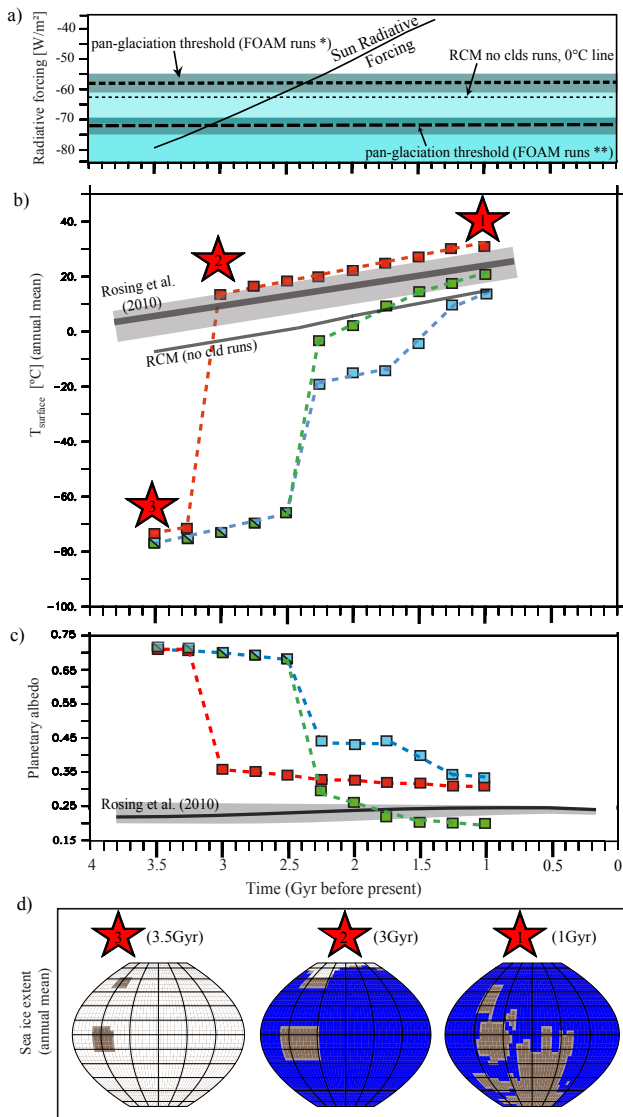 a)
Radiative forcing [W/m²]
-40
-50
-60
-70
-80
pan-glaciation threshold (FOAM runs *)
Sun Radiative
Forcing
RCM no clds runs, 0°C line
pan-glaciation threshold (FOAM runs **)
b)
T surface [°C] (annual mean)
40.
20.
0.
-20
-40
-60
-80
-100.
1
2
3
Rosing et al.
(2010)
RCM (no cld runs)
c)
Planetary albedo
0.75
0.65
0.55
0.45
0.35
0.25
0.15
Rosing et al. (2010)
4 3.5 3 2.5 2 1.5 1 0
Time (Gyr before present)
d)
Sea ice extent
(annual mean)
3 (3.5Gyr)
2 (3Gyr)
1 (1Gyr)